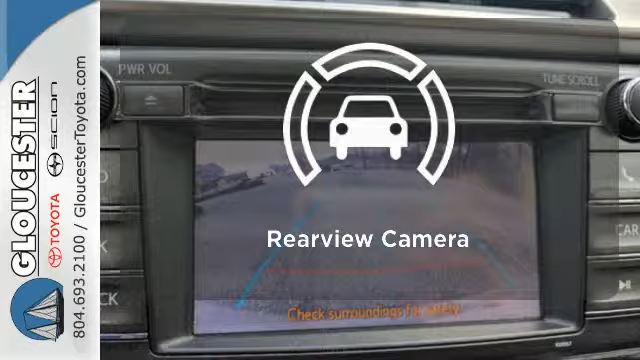 GLOUCESTER
TOYOTA
SCION
804.693.2100 / GloucesterToyota.com
PWR VOL
TUNE SCROLL
Rearview Camera
CAR
Check surroundings for safety.